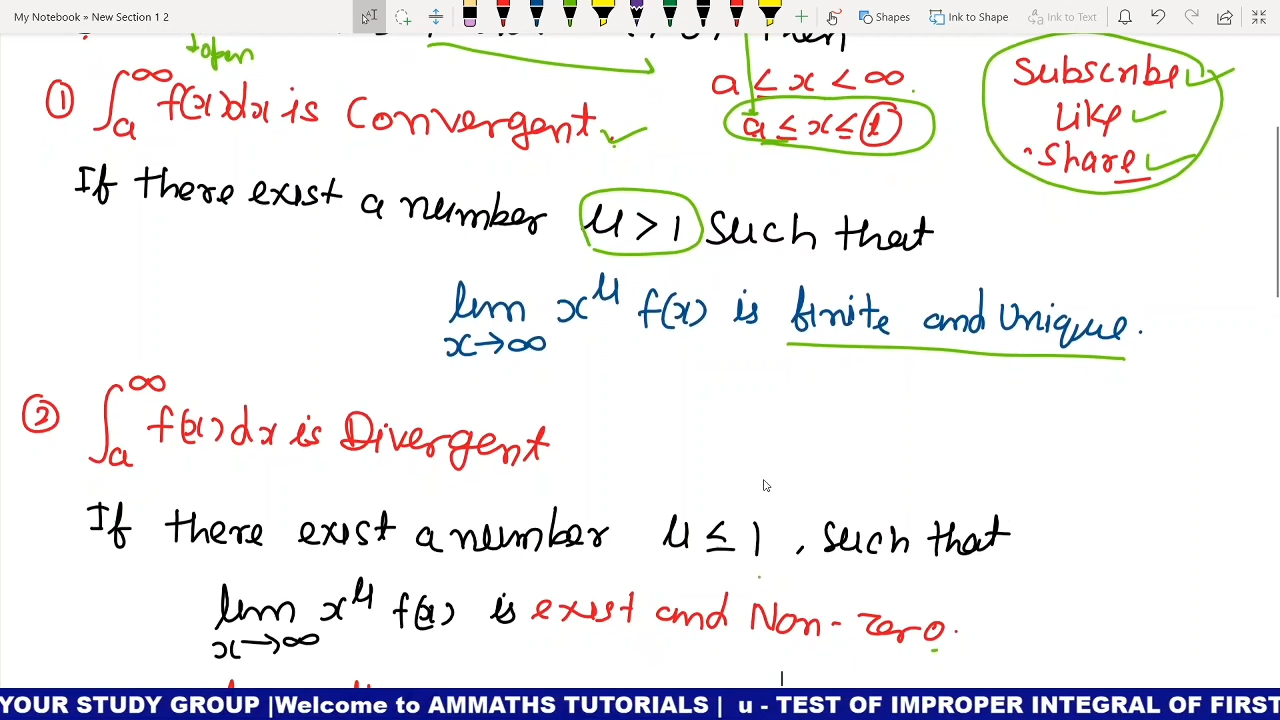 My Notebook » New Section 1 2
Shapes
Ink to Shape
Ink to Text
open
Then
a < x < ∞
a ≤ x ≤ t
Subscribe
Like
Share
① ∫ₐ^∞ f(x)dx is Convergent
If there exist a number μ > 1 Such that
lim x→∞ x^μ f(x) is finite and Unique.
② ∫ₐ^∞ f(x)dx is Divergent
If there exist a number μ ≤ 1, such that
lim x→∞ x^μ f(x) is exist and Non-zero.
YOUR STUDY GROUP |Welcome to AMMATHS TUTORIALS | u - TEST OF IMPROPER INTEGRAL OF FIRST